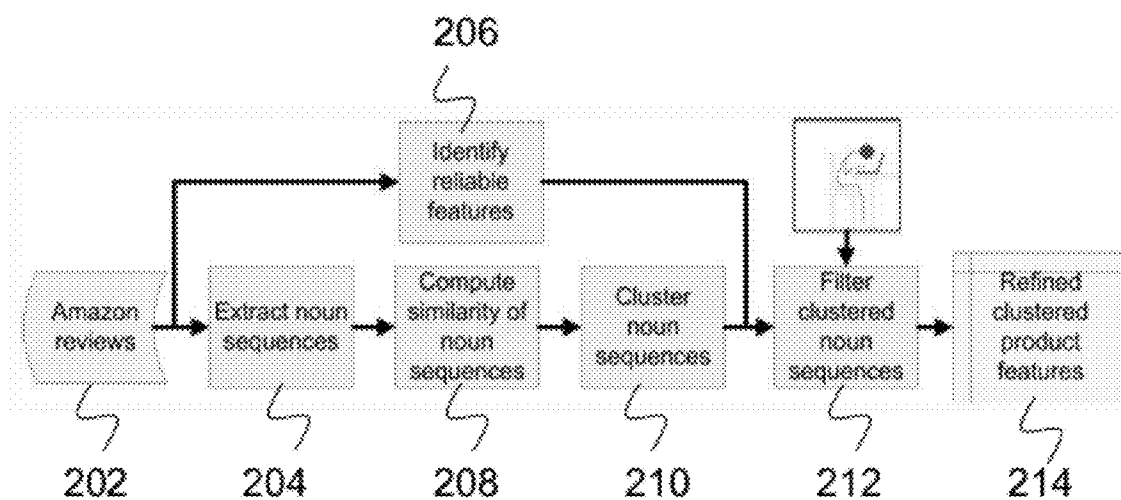 206
Identify
reliable
features
Amazon
reviews
Extract noun
sequences
Compute
similarity of
noun
sequences
Cluster
noun
sequences
Filter
clustered
noun
sequences
Refined
clustered
product
features
202
204
208
210
212
214